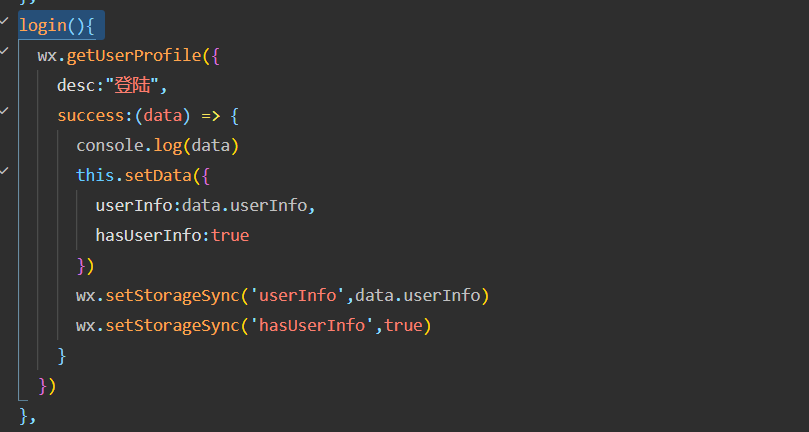 },
login(){
wx.getUserProfile({
desc:"登陆",
success:(data) => {
console.log(data)
this.setData({
userInfo:data.userInfo,
hasUserInfo:true
})
wx.setStorageSync('userInfo',data.userInfo)
wx.setStorageSync('hasUserInfo',true)
}
})
},